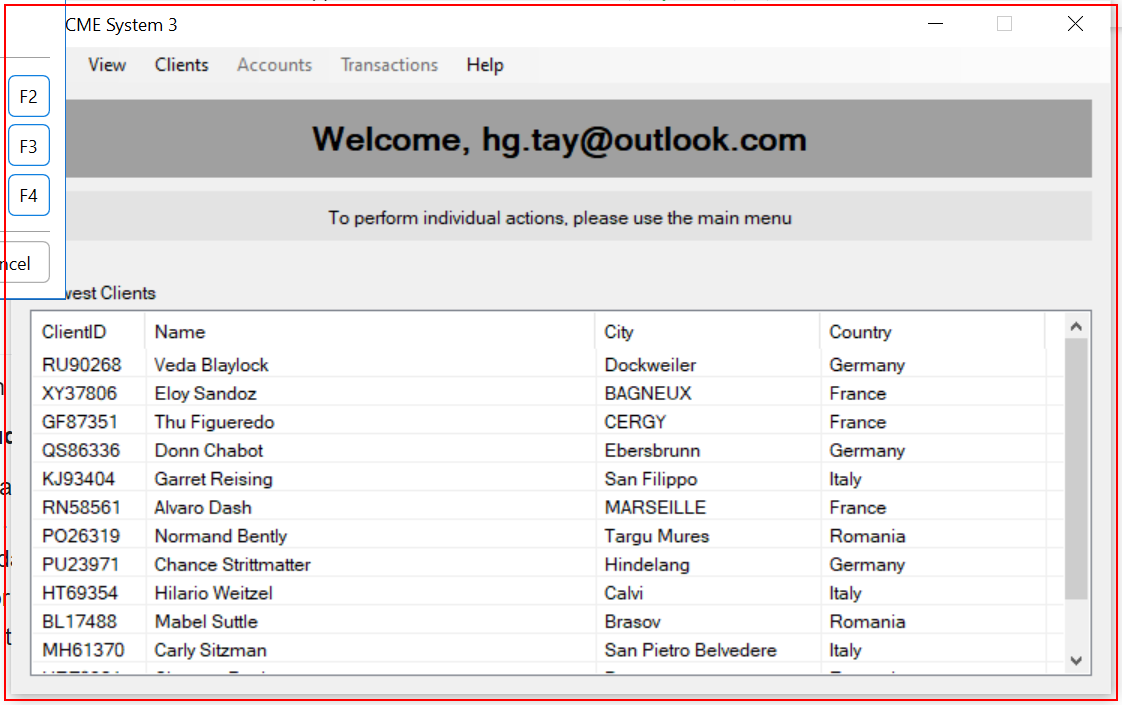 CME System 3
View Clients Accounts Transactions Help
F2
F3
F4
Welcome, hg.tay@outlook.com
To perform individual actions, please use the main menu
ncel
west Clients
ClientID Name City Country
RU90268 Veda Blaylock Dockweiler Germany
XY37806 Eloy Sandoz BAGNEUX France
GF87351 Thu Figueredo CERGY France
QS86336 Donn Chabot Ebersbrunn Germany
KJ93404 Garret Reising San Filippo Italy
RN58561 Alvaro Dash MARSEILLE France
PO26319 Normand Bently Targu Mures Romania
PU23971 Chance Strittmatter Hindelang Germany
HT69354 Hilario Weitzel Calvi Italy
BL17488 Mabel Suttle Brasov Romania
MH61370 Carly Sitzman San Pietro Belvedere Italy